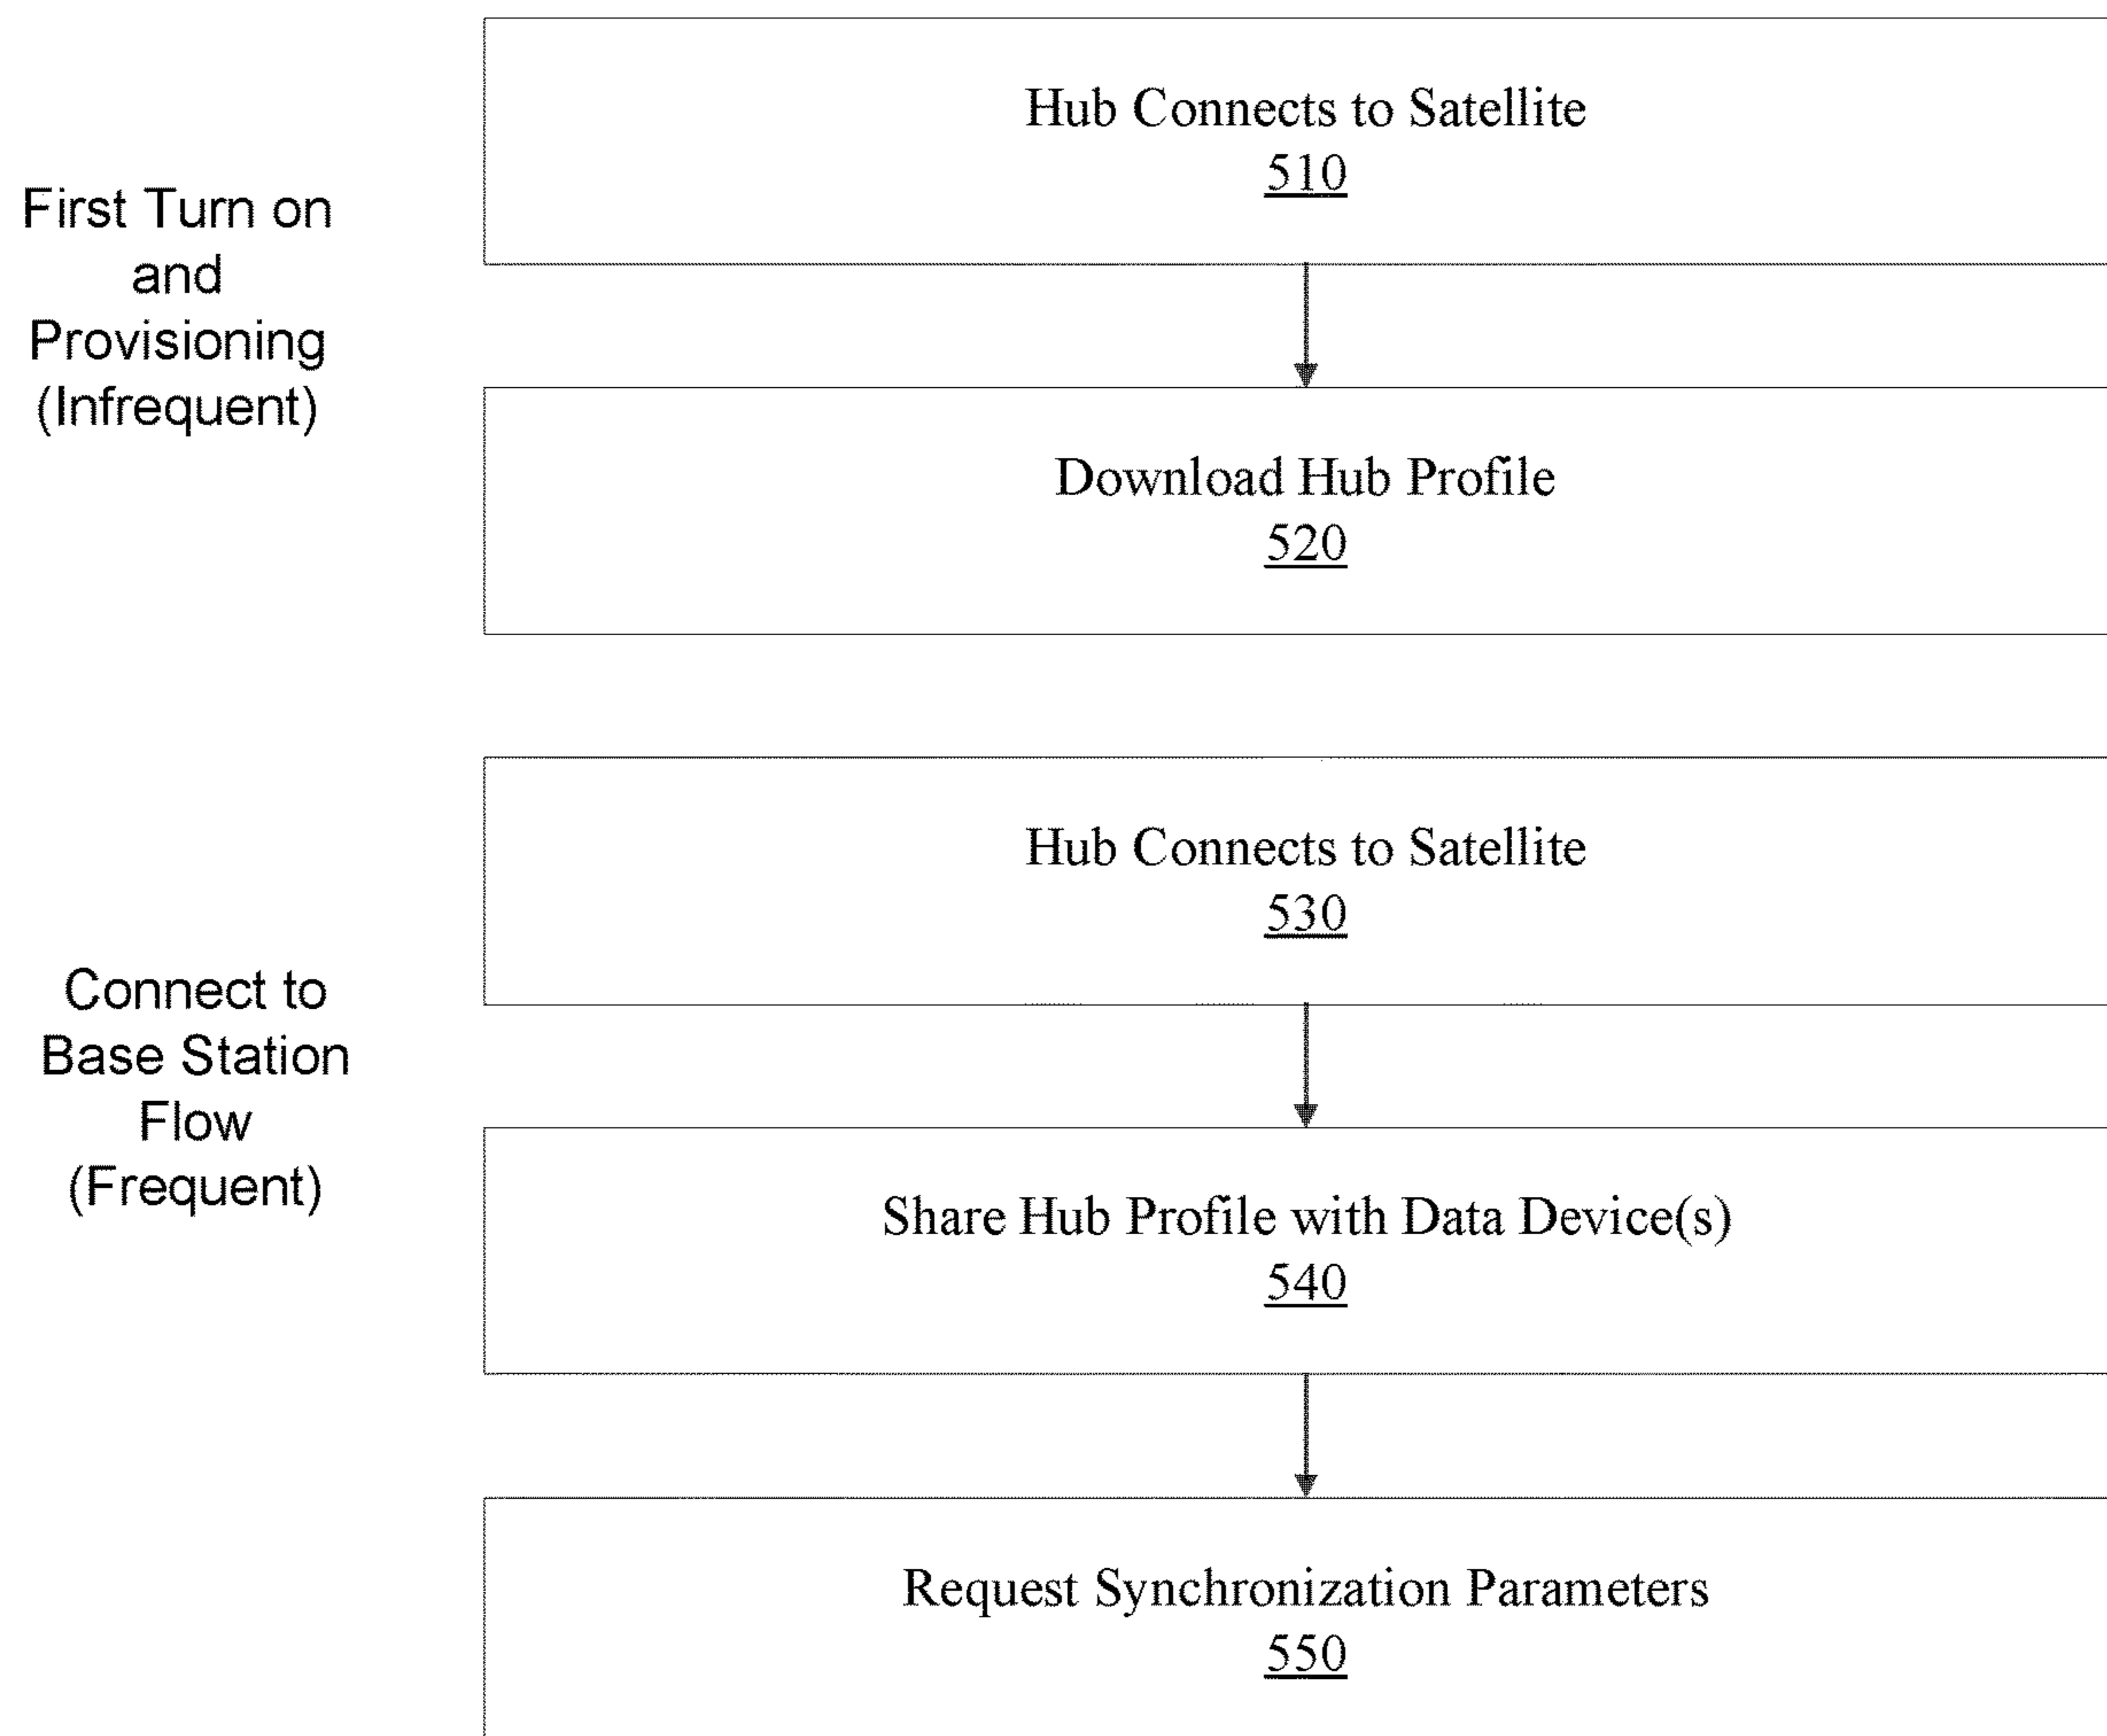 First Turn on
and
Provisioning
(Infrequent)
Hub Connects to Satellite
510
Download Hub Profile
520
Connect to
Base Station
Flow
(Frequent)
Hub Connects to Satellite
530
Share Hub Profile with Data Device(s)
540
Request Synchronization Parameters
550